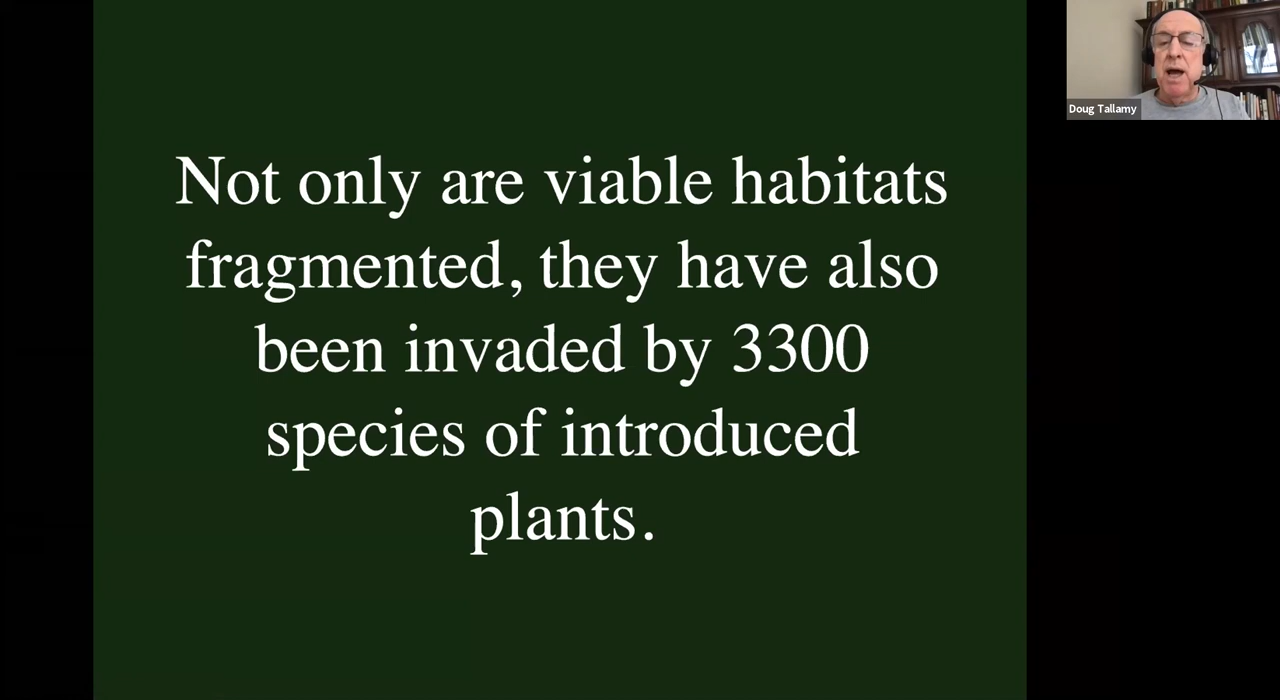 Not only are viable habitats
fragmented, they have also
been invaded by 3300
species of introduced
plants.
Doug Tallamy